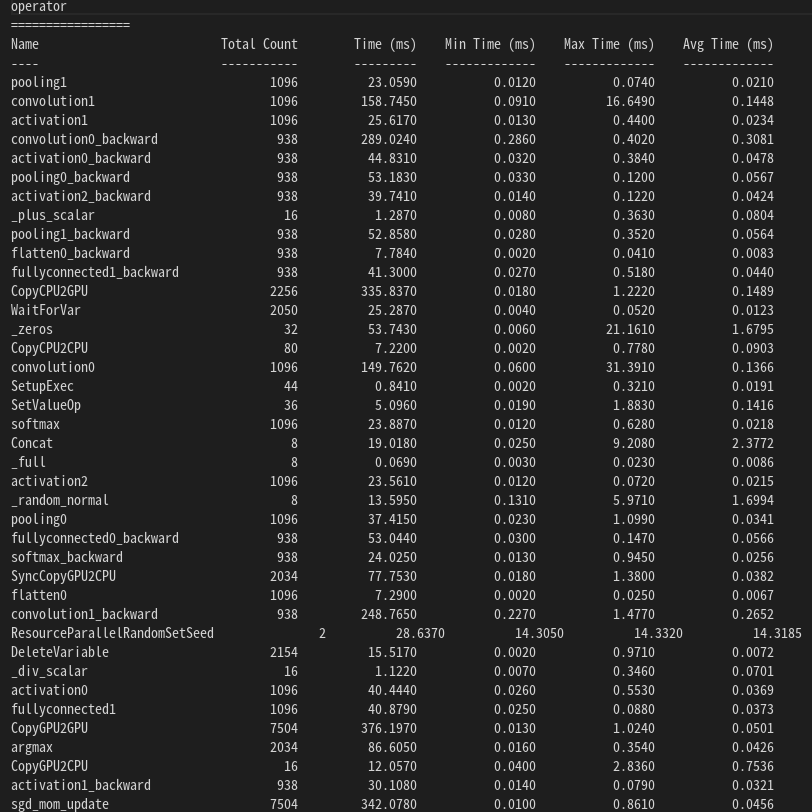 operator
=================
Name Total Count Time (ms) Min Time (ms) Max Time (ms) Avg Time (ms)
---- ----------- --------- ------------- ------------- -------------
pooling1 1096 23.0590 0.0120 0.0740 0.0210
convolution1 1096 158.7450 0.0910 16.6490 0.1448
activation1 1096 25.6170 0.0130 0.4400 0.0234
convolution0_backward 938 289.0240 0.2860 0.4020 0.3081
activation0_backward 938 44.8310 0.0320 0.3840 0.0478
pooling0_backward 938 53.1830 0.0330 0.1200 0.0567
activation2_backward 938 39.7410 0.0140 0.1220 0.0424
_plus_scalar 16 1.2870 0.0080 0.3630 0.0804
pooling1_backward 938 52.8580 0.0280 0.3520 0.0564
flatten0_backward 938 7.7840 0.0020 0.0410 0.0083
fullyconnected1_backward 938 41.3000 0.0270 0.5180 0.0440
CopyCPU2GPU 2256 335.8370 0.0180 1.2220 0.1489
WaitForVar 2050 25.2870 0.0040 0.0520 0.0123
_zeros 32 53.7430 0.0060 21.1610 1.6795
CopyCPU2CPU 80 7.2200 0.0020 0.7780 0.0903
convolution0 1096 149.7620 0.0600 31.3910 0.1366
SetupExec 44 0.8410 0.0020 0.3210 0.0191
SetValueOp 36 5.0960 0.0190 1.8830 0.1416
softmax 1096 23.8870 0.0120 0.6280 0.0218
Concat 8 19.0180 0.0250 9.2080 2.3772
_full 8 0.0690 0.0030 0.0230 0.0086
activation2 1096 23.5610 0.0120 0.0720 0.0215
_random_normal 8 13.5950 0.1310 5.9710 1.6994
pooling0 1096 37.4150 0.0230 1.0990 0.0341
fullyconnected0_backward 938 53.0440 0.0300 0.1470 0.0566
softmax_backward 938 24.0250 0.0130 0.9450 0.0256
SyncCopyGPU2CPU 2034 77.7530 0.0180 1.3800 0.0382
flatten0 1096 7.2900 0.0020 0.0250 0.0067
convolution1_backward 938 248.7650 0.2270 1.4770 0.2652
ResourceParallelRandomSetSeed 2 28.6370 14.3050 14.3320 14.3185
DeleteVariable 2154 15.5170 0.0020 0.9710 0.0072
_div_scalar 16 1.1220 0.0070 0.3460 0.0701
activation0 1096 40.4440 0.0260 0.5530 0.0369
fullyconnected1 1096 40.8790 0.0250 0.0880 0.0373
CopyGPU2GPU 7504 376.1970 0.0130 1.0240 0.0501
argmax 2034 86.6050 0.0160 0.3540 0.0426
CopyGPU2CPU 16 12.0570 0.0400 2.8360 0.7536
activation1_backward 938 30.1080 0.0140 0.0790 0.0321
sgd_mom_update 7504 342.0780 0.0100 0.8610 0.0456